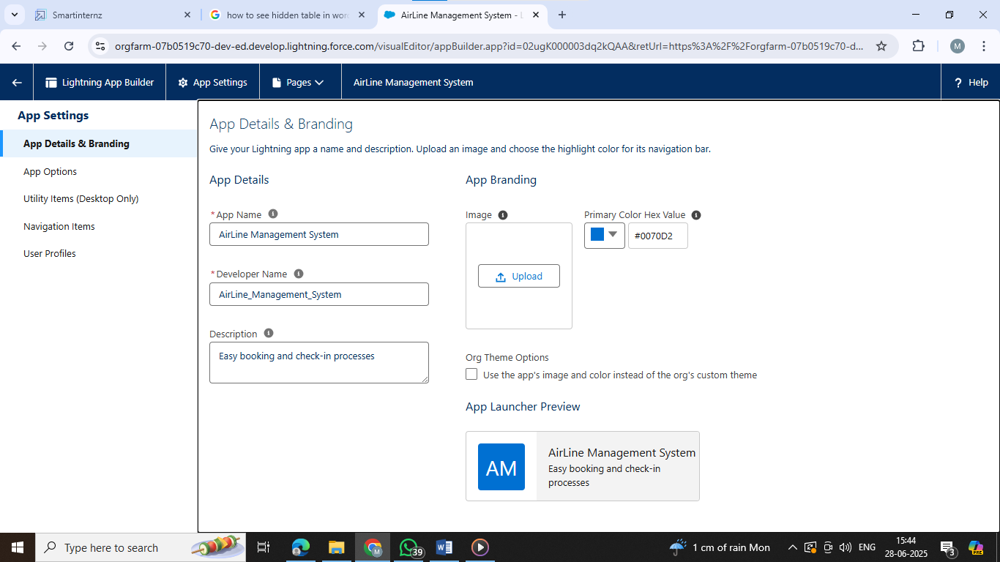 Smartinternz
how to see hidden table in wor
AirLine Management System - L
orgfarm-07b0519c70-dev-ed.develop.lightning.force.com/visualEditor/appBuilder.app?id=02ugK000003dq2kQAA&retUrl=https%3A%2F%2Forgfarm-07b0519c70-d...
M
Lightning App Builder
App Settings
Pages
AirLine Management System
? Help
App Settings
App Details & Branding
App Options
Utility Items (Desktop Only)
Navigation Items
User Profiles
App Details & Branding
Give your Lightning app a name and description. Upload an image and choose the highlight color for its navigation bar.
App Details
*App Name
AirLine Management System
*Developer Name
AirLine_Management_System
Description
Easy booking and check-in processes
App Branding
Image
Upload
Primary Color Hex Value
#0070D2
Org Theme Options
Use the app's image and color instead of the org's custom theme
App Launcher Preview
AM
AirLine Management System
Easy booking and check-in
processes
Type here to search
M
39
1 cm of rain Mon
ENG
15:44
28-06-2025
3
PRE